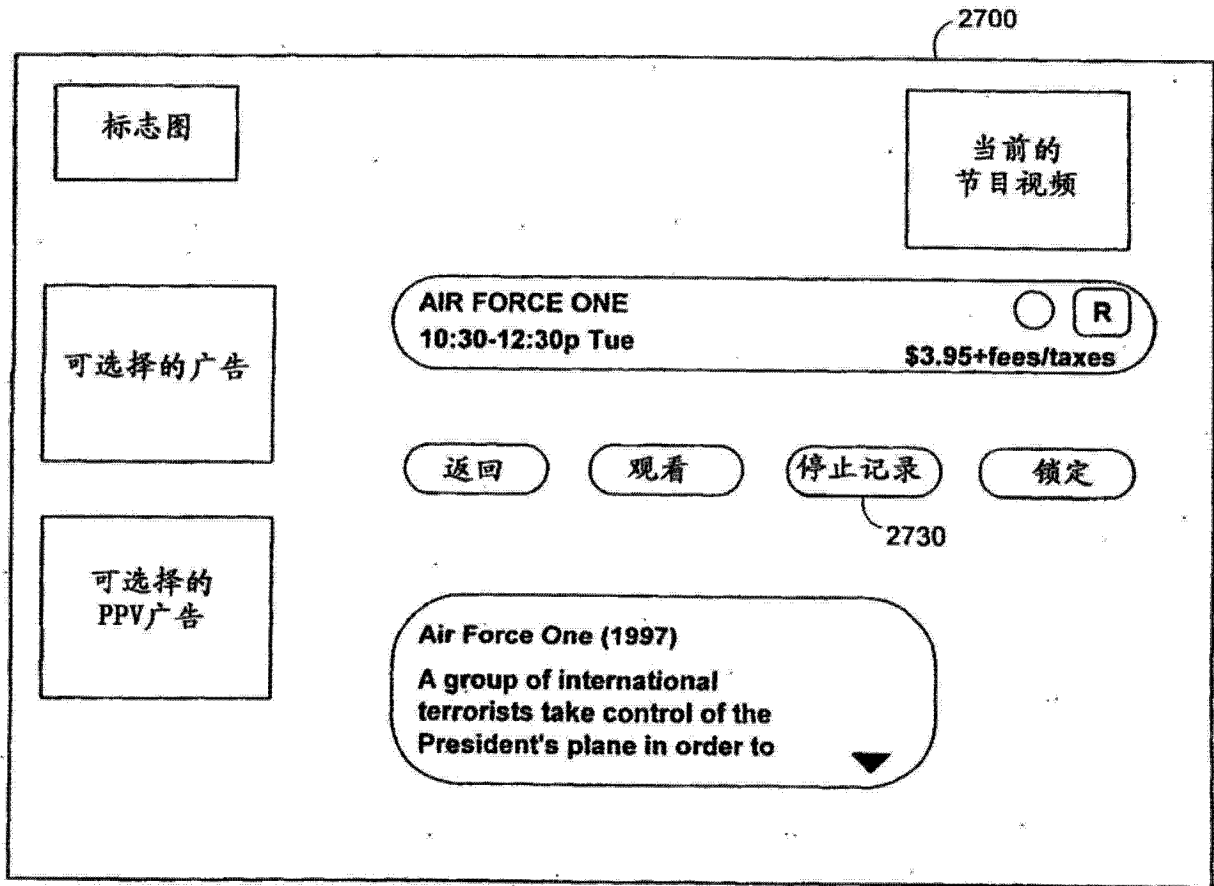 2700
标志图
当前的
节目视频
AIR FORCE ONE
R
10:30-12:30p Tue
$3.95+fees/taxes
可选择的广告
返回
观看
停止记录
锁定
2730
可选择的
PPV广告
Air Force One (1997)
A group of international
terrorists take control of the
President's plane in order to